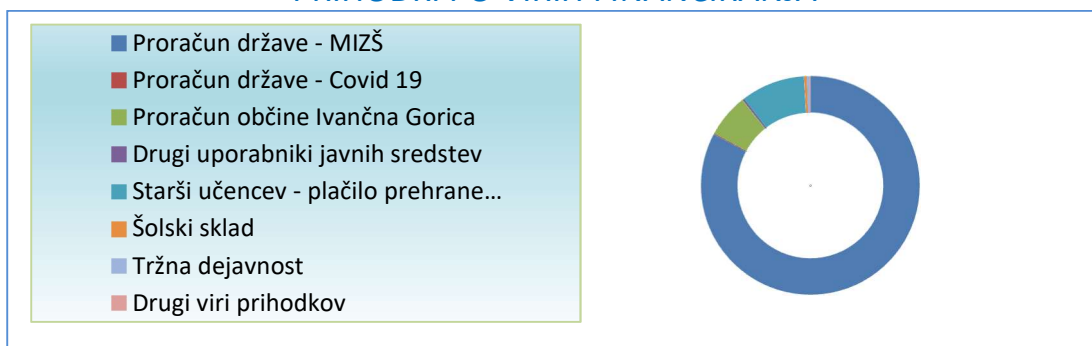 Proračun države - MIZŠ
Proračun države - Covid 19
Proračun občine Ivančna Gorica
Drugi uporabniki javnih sredstev
Starši učencev - plačilo prehrane...
Šolski sklad
Tržna dejavnost
Drugi viri prihodkov